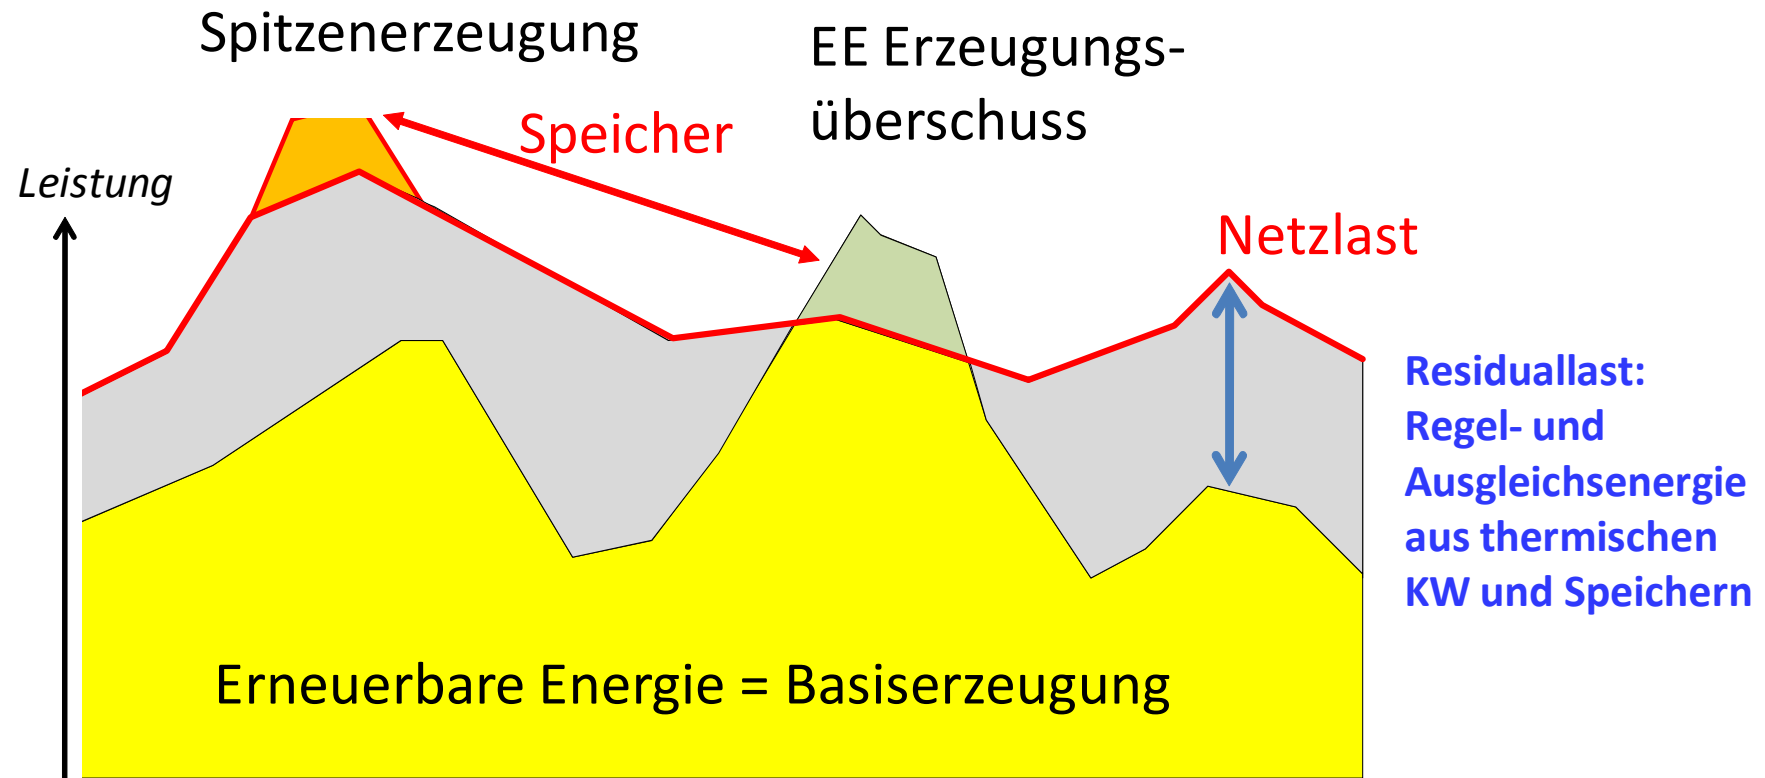 Spitzenerzeugung
EE Erzeugungs-
überschuss
Speicher
Leistung
Netzlast
Residuallast:
Regel- und
Ausgleichsenergie
aus thermischen
KW und Speichern
Erneuerbare Energie = Basiserzeugung